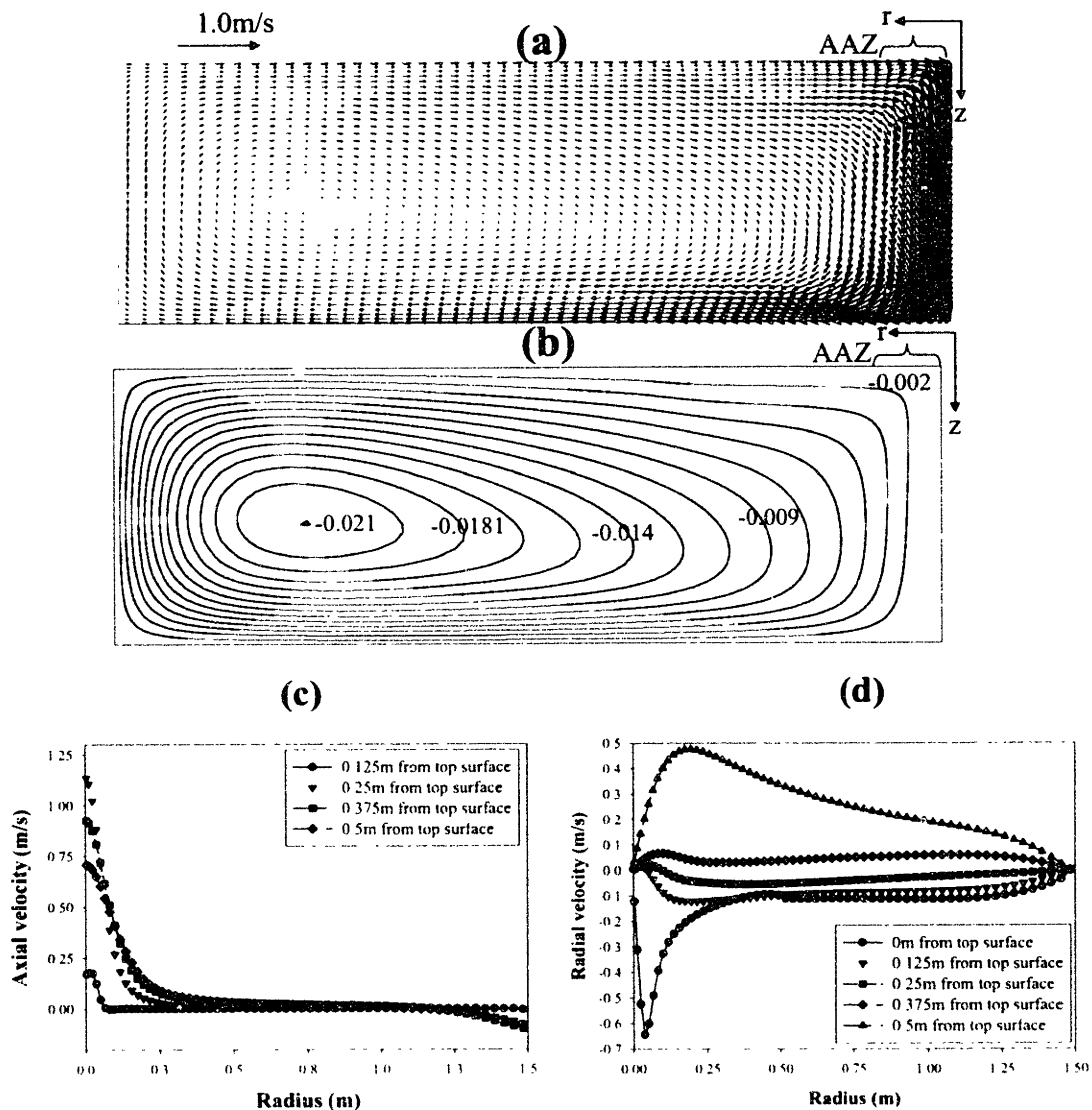 1.0m/s
(a)
r
AAZ
z
(b)
r
AAZ
-0.002
z
-0.021
-0.0181
-0.014
-0.009
(c)
(d)
Axial velocity (m/s)
1.25
1.00
0.75
0.50
0.25
0.00
0.125m from top surface
0.25m from top surface
0.375m from top surface
0.5m from top surface
0.0
0.3
0.5
0.8
1.0
1.3
1.5
Radius (m)
Radial velocity (m/s)
0.5
0.4
0.3
0.2
0.1
0.0
0.1
-0.2
-0.3
-0.4
-0.5
-0.6
-0.7
0m from top surface
0.125m from top surface
0.25m from top surface
0.375m from top surface
0.5m from top surface
0.00
0.25
0.50
0.75
1.00
1.25
1.50
Radius (m)